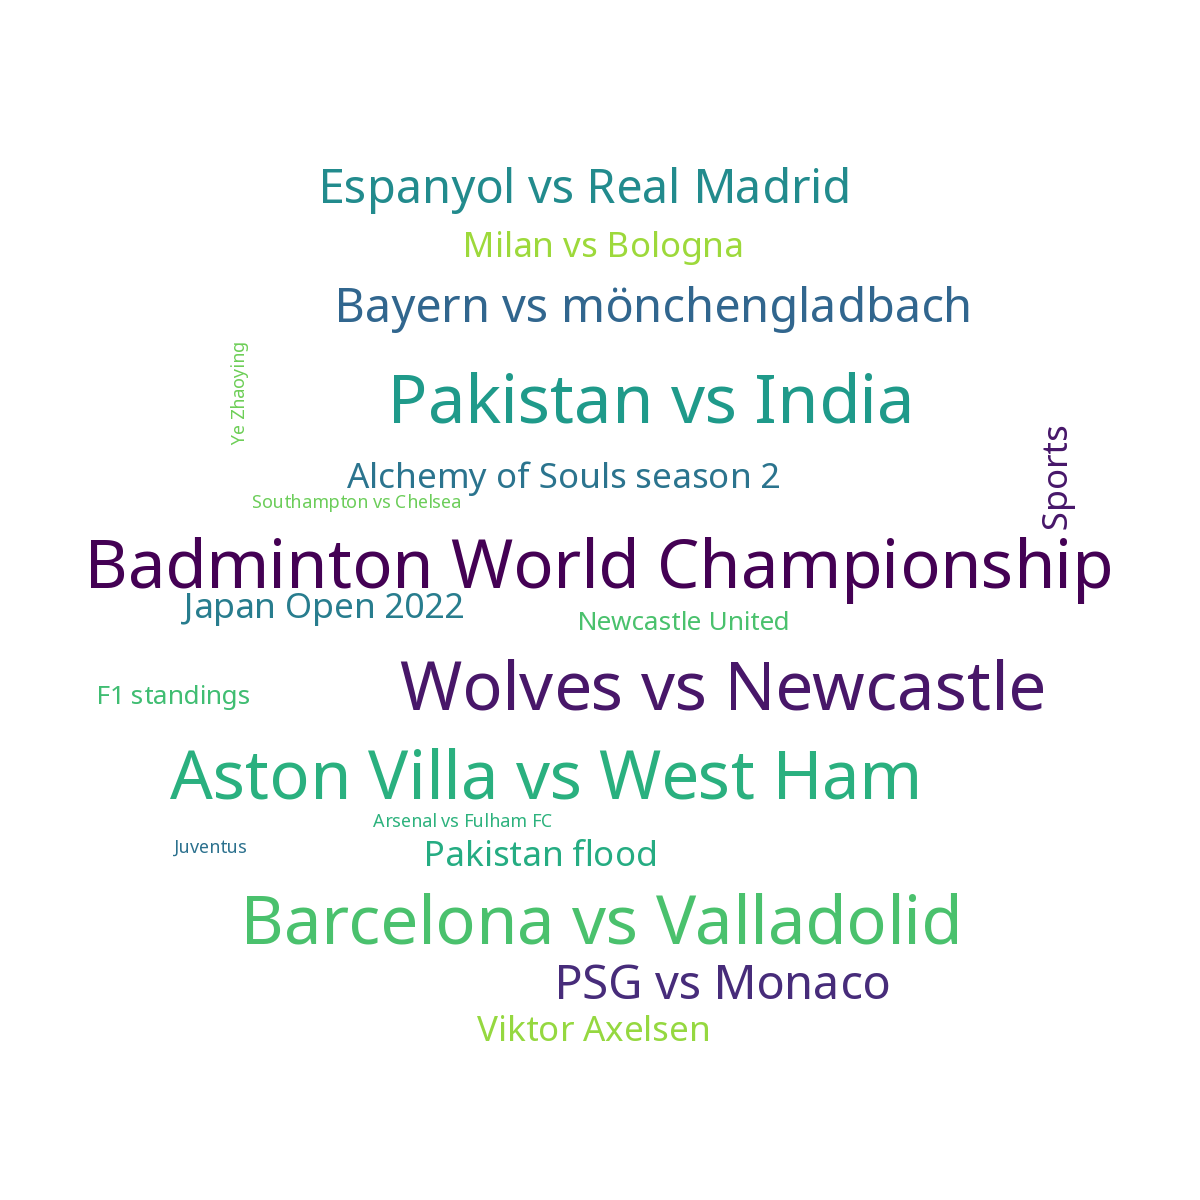 Espanyol vs Real Madrid
Milan vs Bologna
Bayern vs mönchengladbach
Ye Zhaoying
Pakistan vs India
Sports
Alchemy of Souls season 2
Southampton vs Chelsea
Badminton World Championship
Japan Open 2022
Newcastle United
F1 standings
Wolves vs Newcastle
Aston Villa vs West Ham
Arsenal vs Fulham FC
Juventus
Pakistan flood
Barcelona vs Valladolid
PSG vs Monaco
Viktor Axelsen